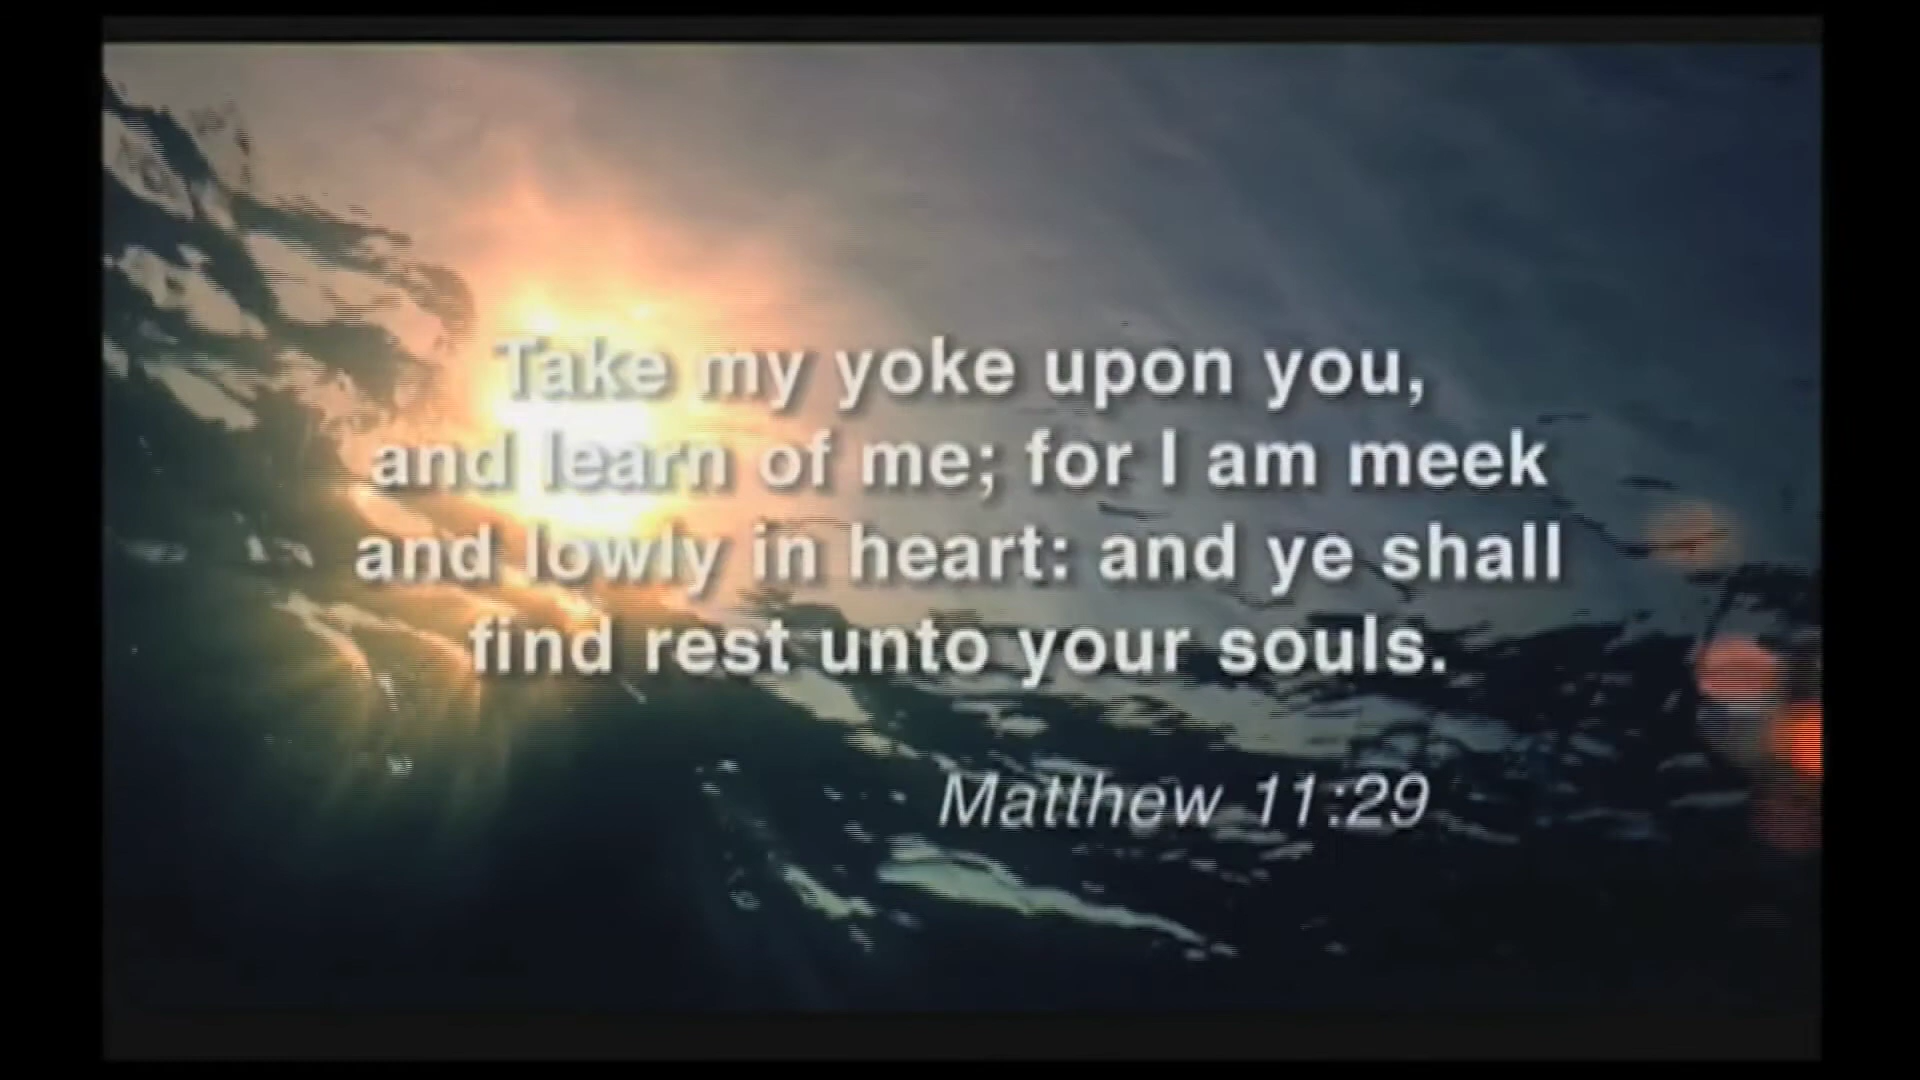 Take my yoke upon you,
and learn of me; for I am meek
and lowly in heart: and ye shall
find rest unto your souls.
Matthew 11:29